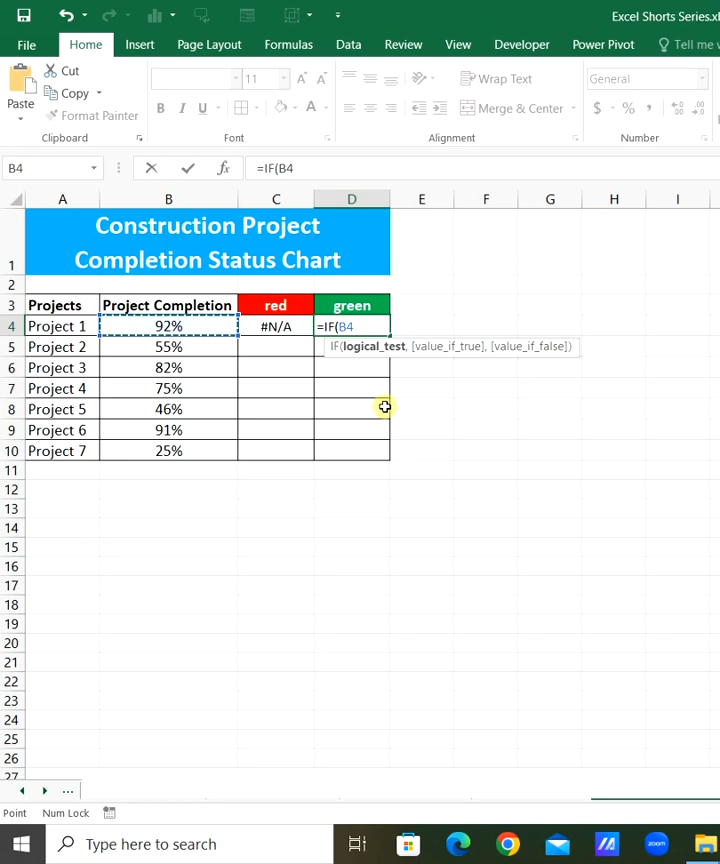 Excel Shorts Series.xl
File Home Insert Page Layout Formulas Data Review View Developer Power Pivot Tell me
Cut
Copy
Format Painter
Paste
11 A A
B I U A
Wrap Text
Merge & Center
General
$ % ,
Clipboard Font Alignment Number
B4 fx =IF(B4
A B C D E F G H I
1 Construction Project
Completion Status Chart
2
3 Projects Project Completion red green
4 Project 1 92% #N/A =IF(B4
IF(logical_test, [value_if_true], [value_if_false])
5 Project 2 55%
6 Project 3 82%
7 Project 4 75%
8 Project 5 46%
9 Project 6 91%
10 Project 7 25%
11
12
13
14
15
16
17
18
19
20
21
22
23
24
25
26
27
...
Point Num Lock
Type here to search zoom